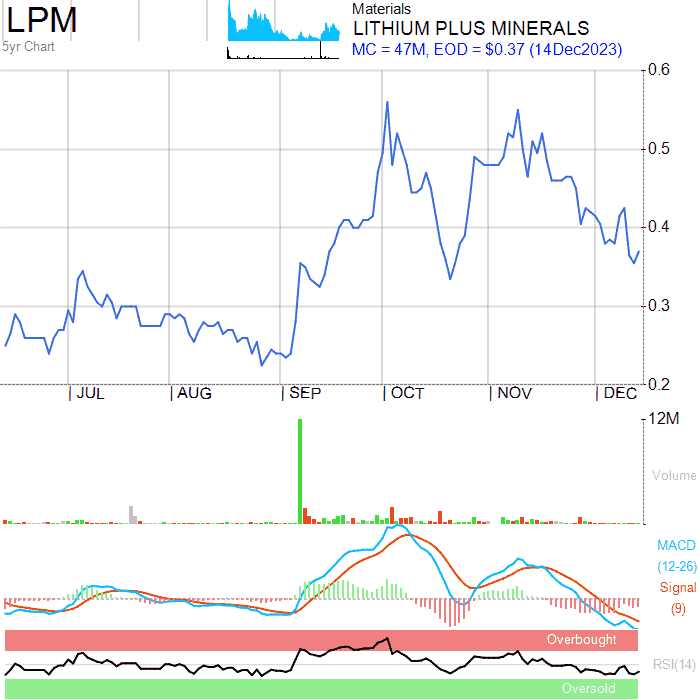 LPM
5yr Chart
Materials
LITHIUM PLUS MINERALS
MC = 47M, EOD = $0.37 (14Dec2023)
0.6
0.5
0.4
0.3
0.2
JUL AUG SEP OCT NOV DEC
12M
Volume
MACD
(12-26)
Signal
(9)
Overbought
RSI(14)
Oversold